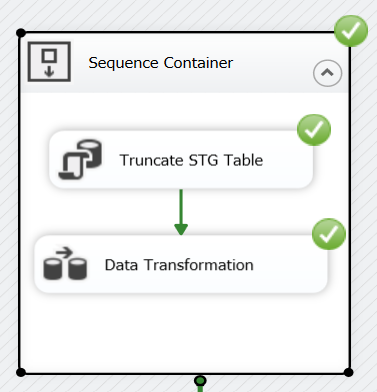 Sequence Container
Truncate STG Table
Data Transformation